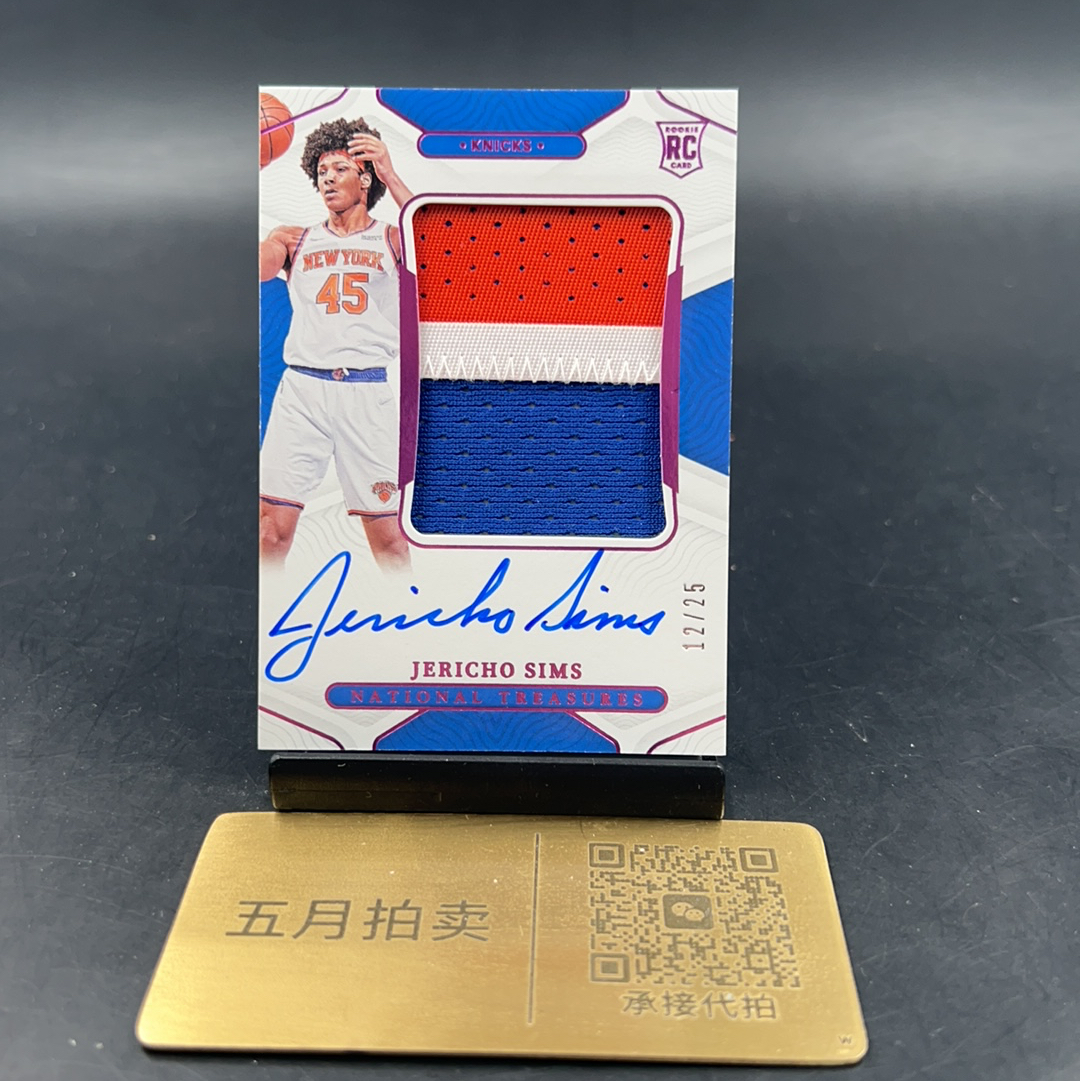 • KNICKS •
ROOKIE
RC
CARD
NEW YORK
45
Jericho Sims
12/25
JERICHO SIMS
NATIONAL TREASURES
五月拍卖
承接代拍
W